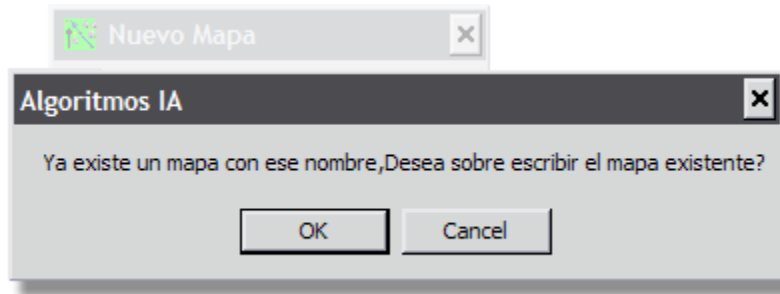 Nuevo Mapa
Algoritmos IA
Ya existe un mapa con ese nombre,Desea sobre escribir el mapa existente?
OK Cancel